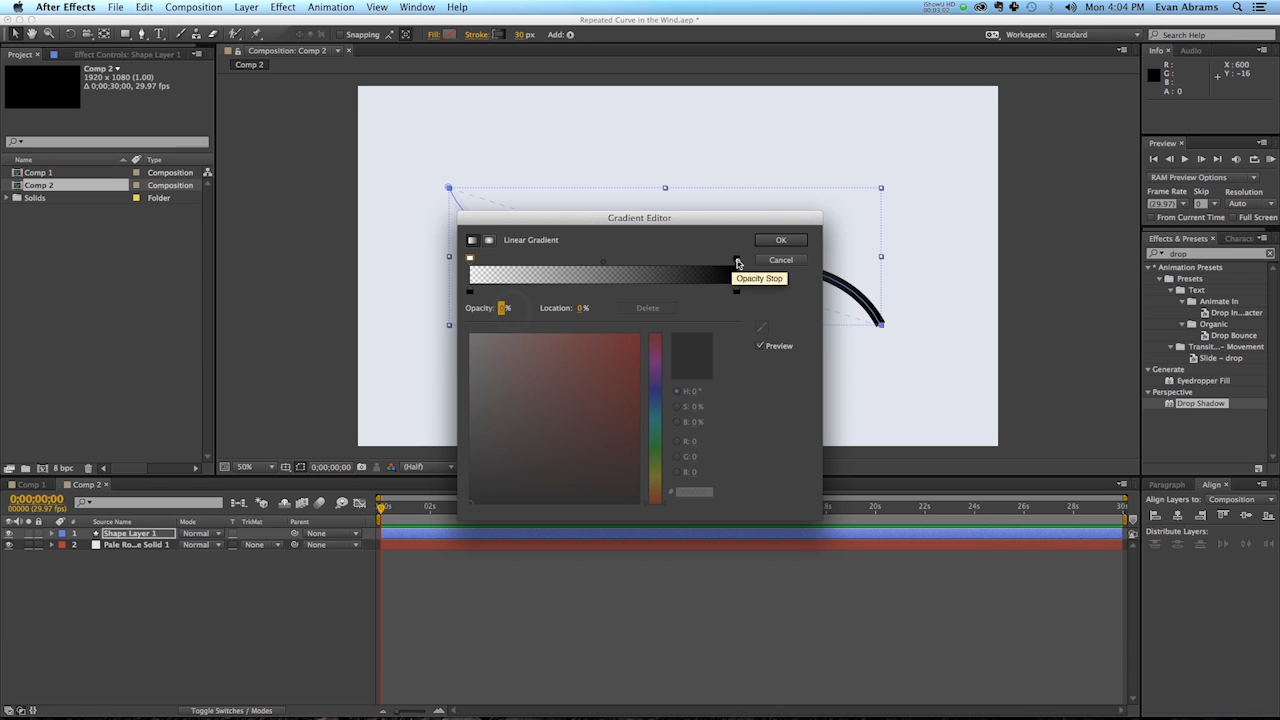 After Effects File Edit Composition Layer Effect Animation View Window Help Mon 4:04 PM Evan Abrams
Repeated Curve in the Wind.aep *
Snapping Fill: Stroke: 30 px Add: Workspace: Standard Search Help
Project Effect Controls: Shape Layer 1 Composition: Comp 2 Info Audio
Comp 2
Comp 2
1920 x 1080 (1.00)
Δ 0;00;30;00, 29.97 fps
R:
G:
B:
A: 0
X: 600
Y: -16
Name Type
Comp 1 Composition
Comp 2 Composition
Solids Folder
8 bpc
50% 0;00;00;00 (Half)
Gradient Editor
Linear Gradient OK
Cancel
Opacity Stop
Opacity: 0% Location: 0 % Delete
Preview
H: 0 °
S: 0 %
B: 0 %
R: 0
G: 0
B: 0
#
Preview
RAM Preview Options
Frame Rate Skip Resolution
(29.97) 0 Auto
From Current Time Full Screen
Effects & Presets Charact
drop
* Animation Presets
Presets
Text
Animate In
Drop In...acter
Organic
Drop Bounce
Transit...- Movement
Slide - drop
Generate
Eyedropper Fill
Perspective
Drop Shadow
Comp 1 Comp 2
0;00;00;00
00000 (29.97 fps)
# Source Name Mode T TrkMat Parent
1 Shape Layer 1 Normal None
2 Pale Ro...e Solid 1 Normal None None
02s 20s 22s 24s 26s 28s 30s
Paragraph Align
Align Layers to: Composition
Distribute Layers:
Toggle Switches / Modes